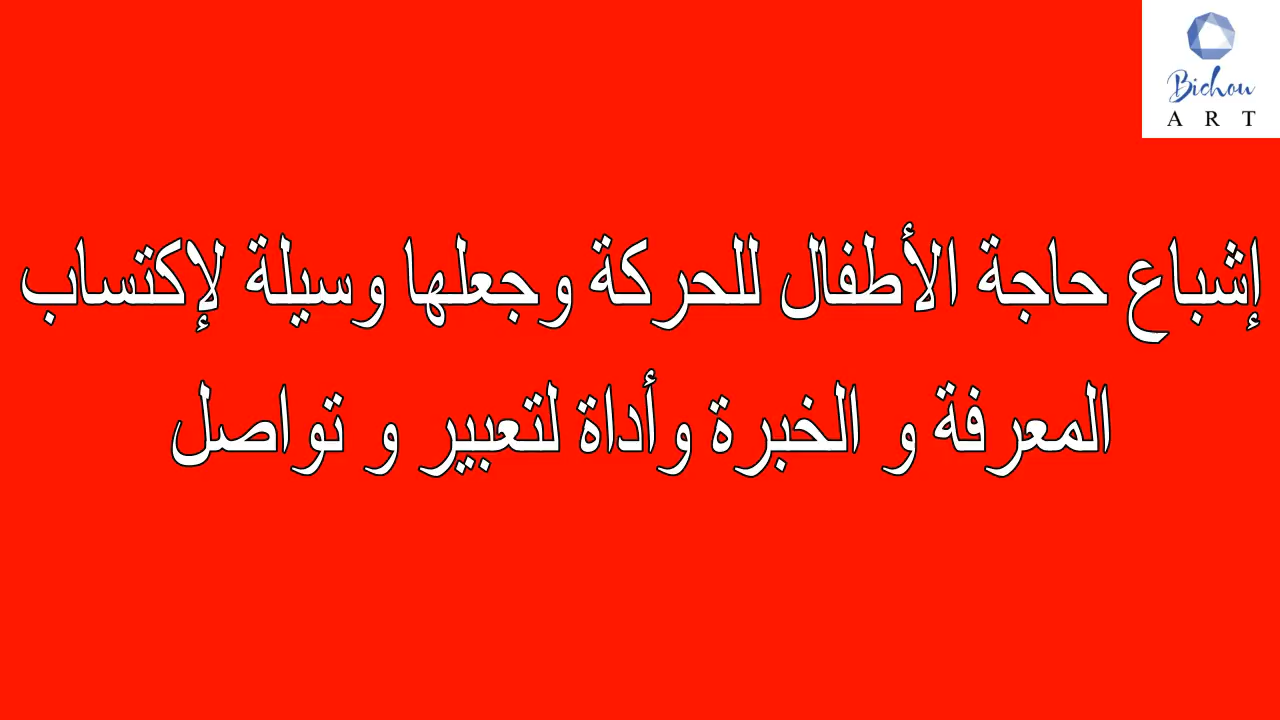 Bichou
ART
إشباع حاجة الأطفال للحركة وجعلها وسيلة لإكتساب
المعرفة و الخبرة وأداة لتعبير و تواصل